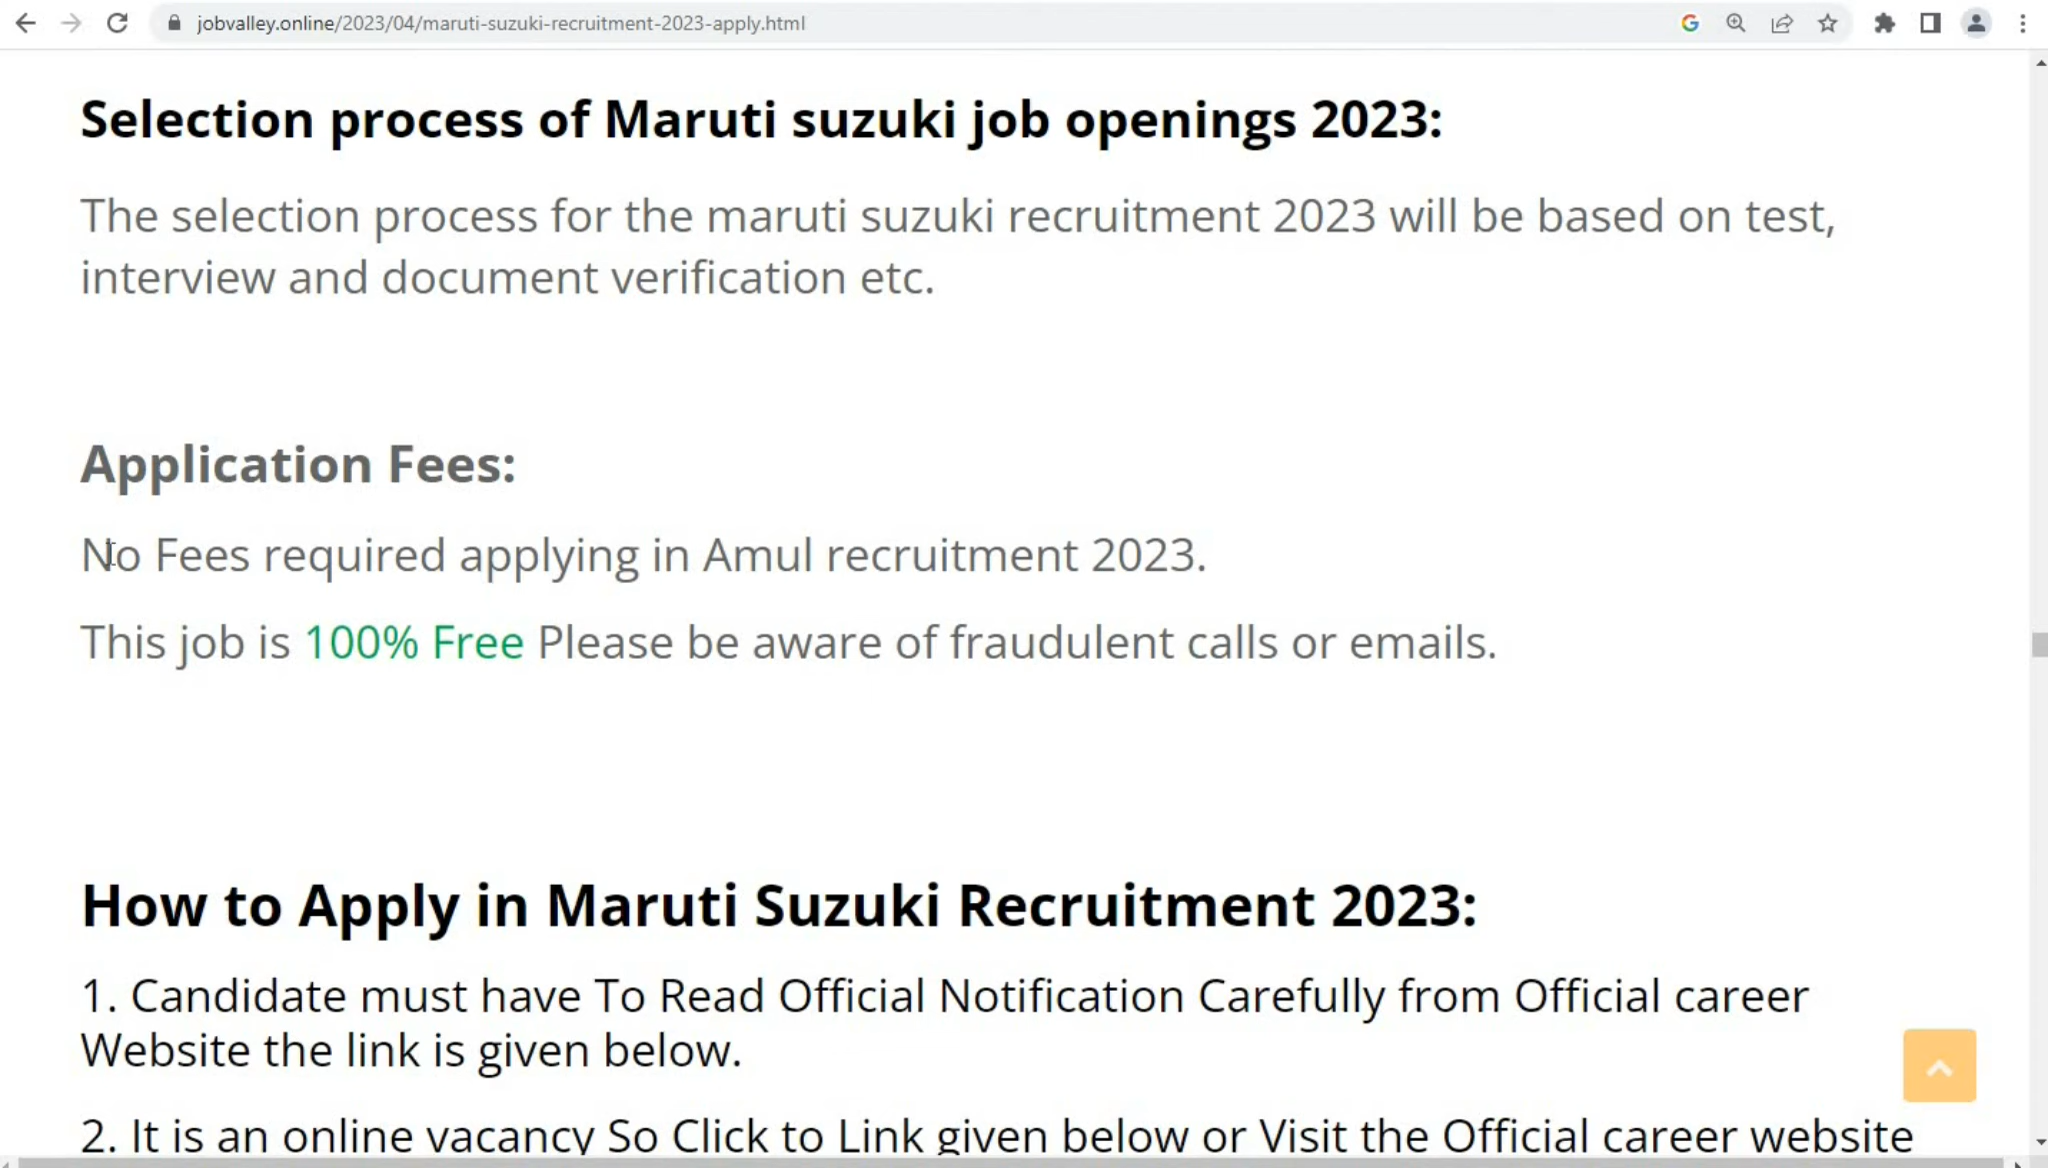 jobvalley.online/2023/04/maruti-suzuki-recruitment-2023-apply.html
Selection process of Maruti suzuki job openings 2023:
The selection process for the maruti suzuki recruitment 2023 will be based on test,
interview and document verification etc.
Application Fees:
No Fees required applying in Amul recruitment 2023.
This job is 100% Free Please be aware of fraudulent calls or emails.
How to Apply in Maruti Suzuki Recruitment 2023:
1. Candidate must have To Read Official Notification Carefully from Official career
Website the link is given below.
2. It is an online vacancy So Click to Link given below or Visit the Official career website